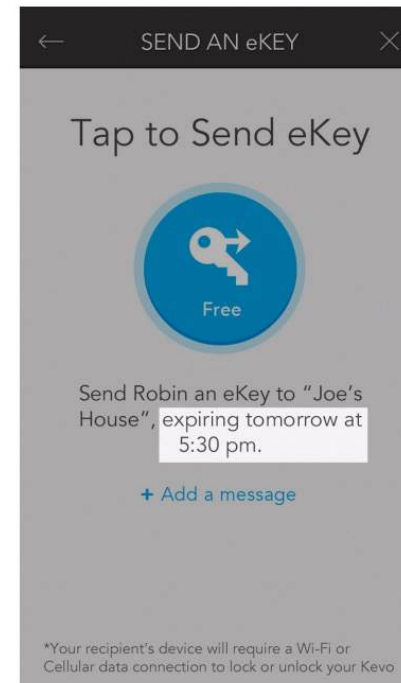 SEND AN eKEY
Tap to Send eKey
Free
Send Robin an eKey to “Joe’s
House”, expiring tomorrow at
5:30 pm.
+ Add a message
*Your recipient’s device will require a Wi-Fi or
Cellular data connection to lock or unlock your Kevo